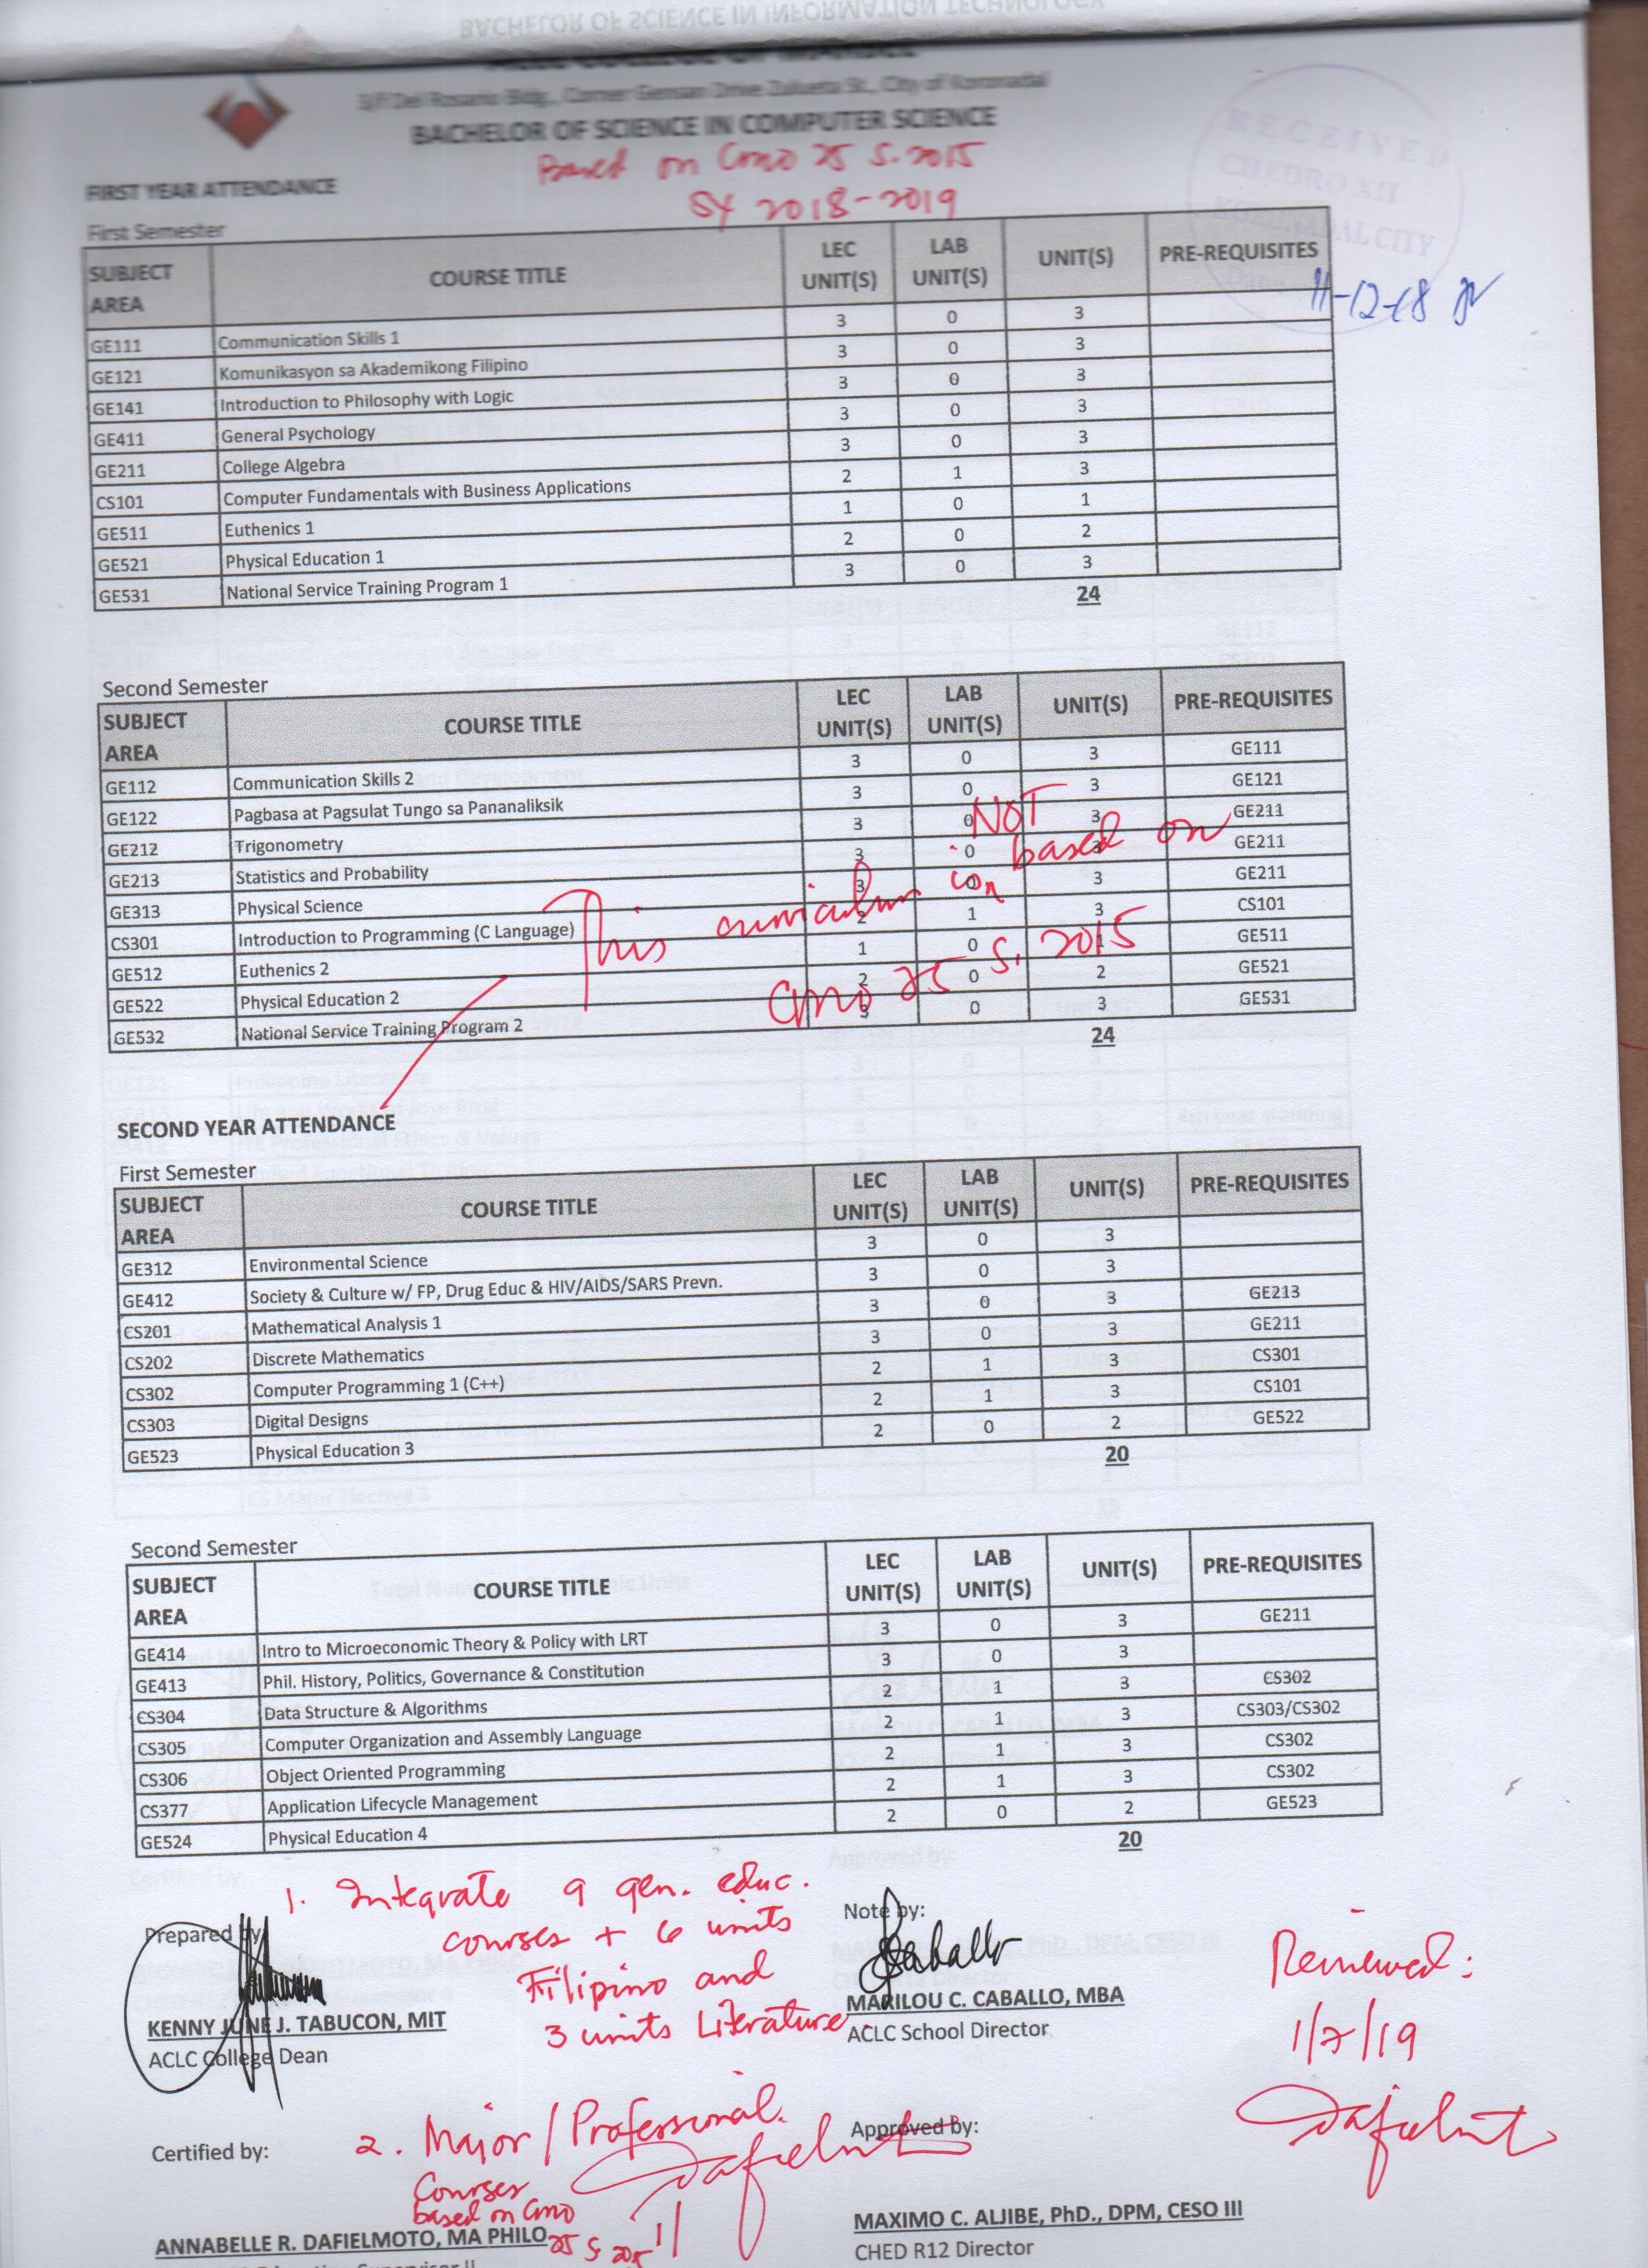 BACHELOR OF SCIENCE IN INFORMATION TECHNOLOGY
3/F Del Rosario Bldg., Corner Gensan Drive Zulueta St., City of Koronadal
BACHELOR OF SCIENCE IN COMPUTER SCIENCE
Based on CMO 25 S. 2015
SY 2018-2019
RECEIVED
CHEDRO XII
KORONADAL CITY
Date:
11-12-18
FIRST YEAR ATTENDANCE
First Semester
SUBJECT AREA COURSE TITLE LEC UNIT(S) LAB UNIT(S) UNIT(S) PRE-REQUISITES
GE111 Communication Skills 1 3 0 3
GE121 Komunikasyon sa Akademikong Filipino 3 0 3
GE141 Introduction to Philosophy with Logic 3 0 3
GE411 General Psychology 3 0 3
GE211 College Algebra 3 0 3
CS101 Computer Fundamentals with Business Applications 2 1 3
GE511 Euthenics 1 1 0 1
GE521 Physical Education 1 2 0 2
GE531 National Service Training Program 1 3 0 3
24
Second Semester
SUBJECT AREA COURSE TITLE LEC UNIT(S) LAB UNIT(S) UNIT(S) PRE-REQUISITES
GE112 Communication Skills 2 3 0 3 GE111
GE122 Pagbasa at Pagsulat Tungo sa Pananaliksik 3 0 3 GE121
GE212 Trigonometry 3 0 3 GE211
GE213 Statistics and Probability 3 0 3 GE211
GE313 Physical Science 3 0 3 GE211
CS301 Introduction to Programming (C Language) 2 1 3 CS101
GE512 Euthenics 2 1 0 1 GE511
GE522 Physical Education 2 2 0 2 GE521
GE532 National Service Training Program 2 3 0 3 GE531
24
This curriculum is NOT based on
CMO 25 S. 2015
SECOND YEAR ATTENDANCE
First Semester
SUBJECT AREA COURSE TITLE LEC UNIT(S) LAB UNIT(S) UNIT(S) PRE-REQUISITES
GE312 Environmental Science 3 0 3
GE412 Society & Culture w/ FP, Drug Educ & HIV/AIDS/SARS Prevn. 3 0 3
CS201 Mathematical Analysis 1 3 0 3 GE213
CS202 Discrete Mathematics 3 0 3 GE211
CS302 Computer Programming 1 (C++) 2 1 3 CS301
CS303 Digital Designs 2 1 3 CS101
GE523 Physical Education 3 2 0 2 GE522
20
Second Semester
SUBJECT AREA COURSE TITLE LEC UNIT(S) LAB UNIT(S) UNIT(S) PRE-REQUISITES
GE414 Intro to Microeconomic Theory & Policy with LRT 3 0 3 GE211
GE413 Phil. History, Politics, Governance & Constitution 3 0 3
CS304 Data Structure & Algorithms 2 1 3 CS302
CS305 Computer Organization and Assembly Language 2 1 3 CS303/CS302
CS306 Object Oriented Programming 2 1 3 CS302
CS377 Application Lifecycle Management 2 1 3 CS302
GE524 Physical Education 4 2 0 2 GE523
20
1. Integrate 9 gen. educ.
courses + 6 units
Filipino and
3 units Literature.
Prepared by:
KENNY JUNE J. TABUCON, MIT
ACLC College Dean
Note by:
MARILOU C. CABALLO, MBA
ACLC School Director
Reviewed:
1/7/19
2. Major/Professional
Courses
based on CMO
25 S. 2015
Certified by:
ANNABELLE R. DAFIELMOTO, MA PHILO
Approved by:
MAXIMO C. ALJIBE, PhD., DPM, CESO III
CHED R12 Director